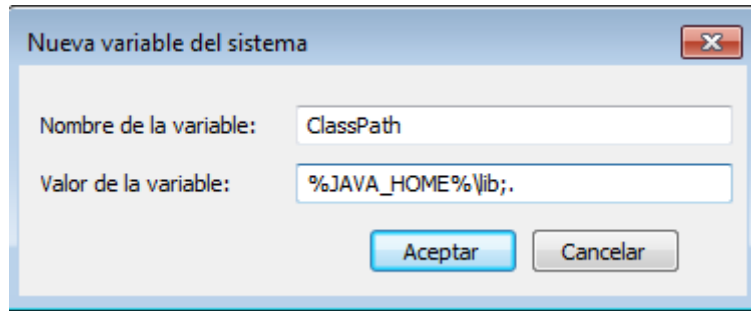 Nueva variable del sistema
Nombre de la variable: ClassPath
Valor de la variable: %JAVA_HOME%\lib;.
Aceptar Cancelar